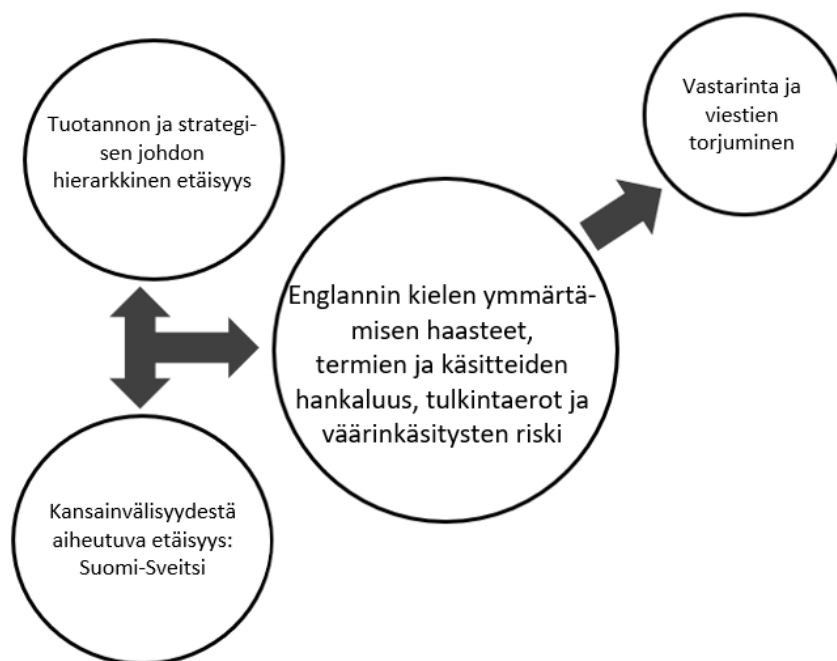 Tuotannon ja strategi-
sen johdon
hierarkkinen etäisyys
Vastarinta ja
viestien
torjuminen
Englannin kielen ymmärtä-
misen haasteet,
termien ja käsitteiden
hankaluus, tulkintaerot ja
väärinkäsitysten riski
Kansainvälisyydestä
aiheutuva etäisyys:
Suomi-Sveitsi